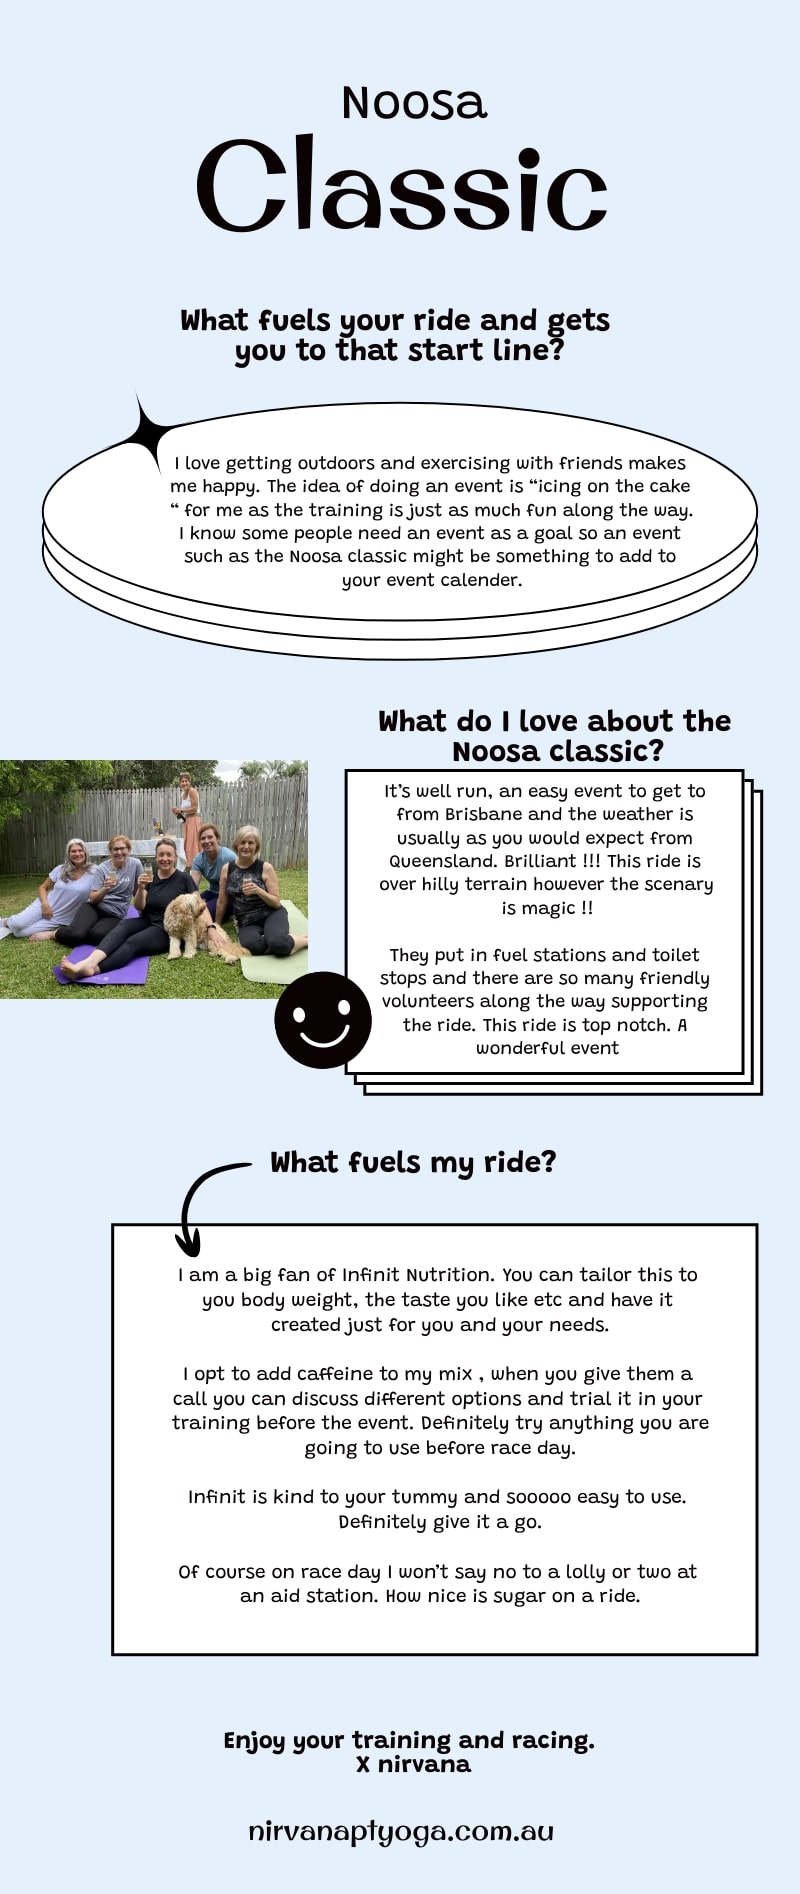 Noosa
Classic
What fuels your ride and gets
you to that start line?
I love getting outdoors and exercising with friends makes
me happy. The idea of doing an event is “icing on the cake
“ for me as the training is just as much fun along the way.
I know some people need an event as a goal so an event
such as the Noosa classic might be something to add to
your event calender.
What do I love about the
Noosa classic?
It’s well run, an easy event to get to
from Brisbane and the weather is
usually as you would expect from
Queensland. Brilliant !!! This ride is
over hilly terrain however the scenary
is magic !!
They put in fuel stations and toilet
stops and there are so many friendly
volunteers along the way supporting
the ride. This ride is top notch. A
wonderful event
What fuels my ride?
I am a big fan of Infinit Nutrition. You can tailor this to
you body weight, the taste you like etc and have it
created just for you and your needs.
I opt to add caffeine to my mix , when you give them a
call you can discuss different options and trial it in your
training before the event. Definitely try anything you are
going to use before race day.
Infinit is kind to your tummy and sooooo easy to use.
Definitely give it a go.
Of course on race day I won’t say no to a lolly or two at
an aid station. How nice is sugar on a ride.
Enjoy your training and racing.
X nirvana
nirvanaptyoga.com.au